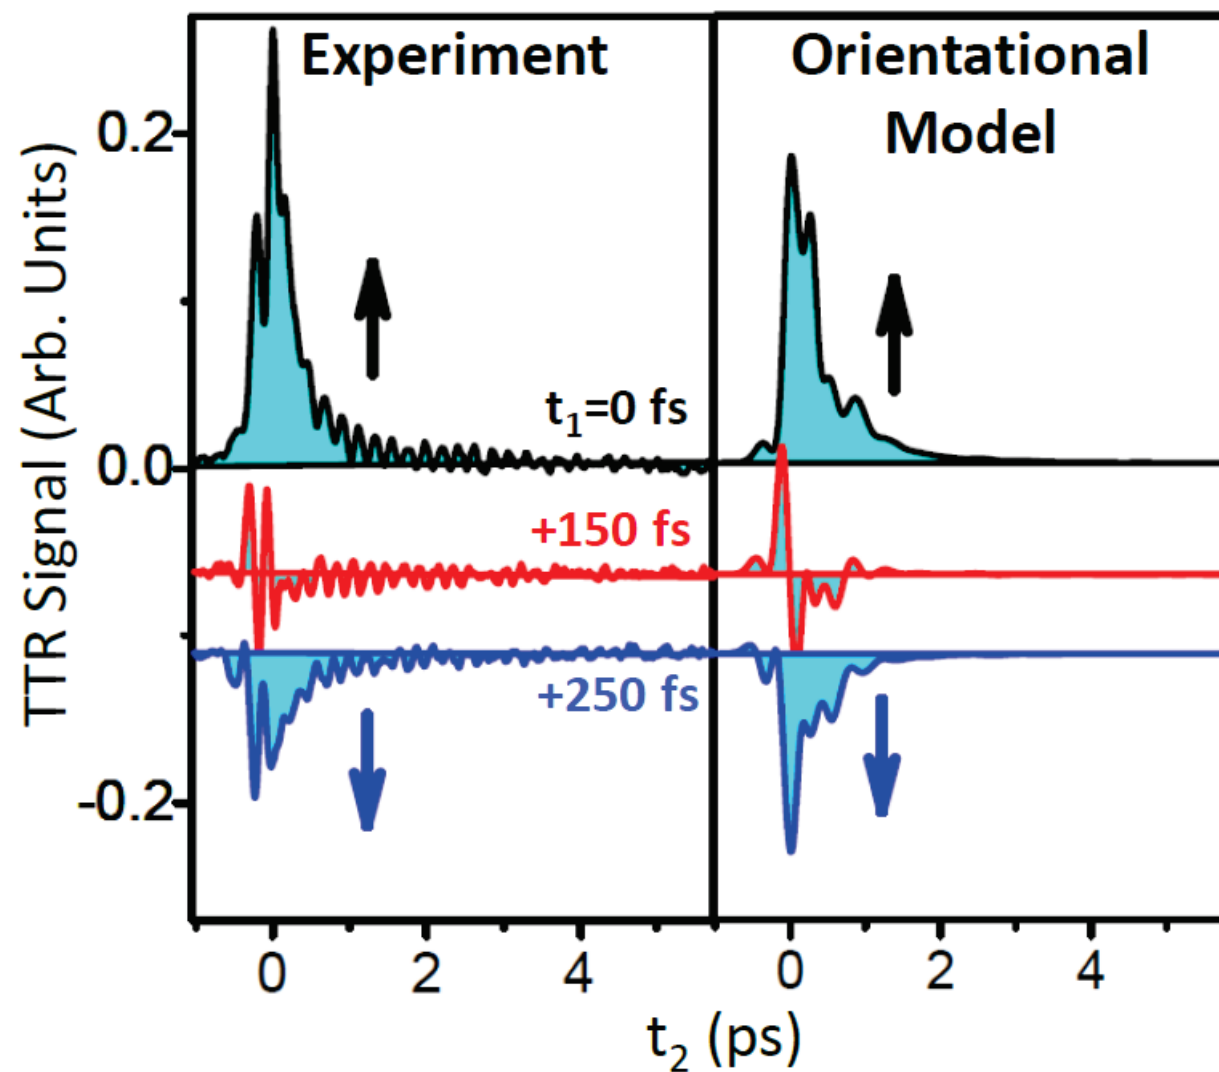 Experiment
Orientational
Model
TTR Signal (Arb. Units)
0.2
0.0
-0.2
t₁=0 fs
+150 fs
+250 fs
0
2
4
0
2
4
t₂ (ps)